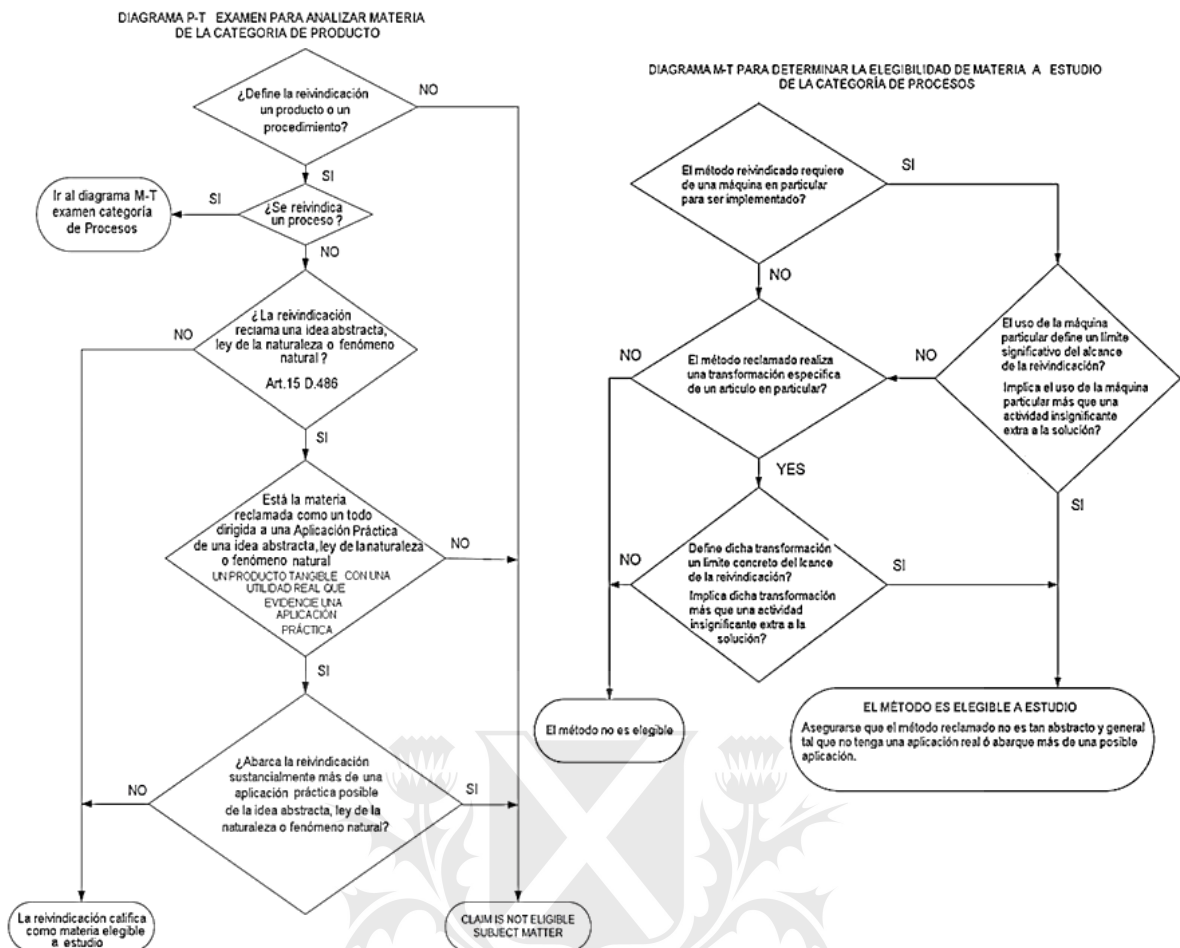 DIAGRAMA P-T EXAMEN PARA ANALIZAR MATERIA
DE LA CATEGORIA DE PRODUCTO
¿Define la reivindicación
un producto o un
procedimiento?
NO
SI
¿Se reivindica
un proceso ?
SI
Ir al diagrama M-T
examen categoría
de Procesos
NO
¿La reivindicación
reclama una idea abstracta,
ley de la naturaleza o fenómeno
natural ?
Art.15 D.486
NO
SI
Está la materia
reclamada como un todo
dirigida a una Aplicación Práctica
de una idea abstracta, ley de la naturaleza
o fenómeno natural
UN PRODUCTO TANGIBLE CON UNA
UTILIDAD REAL QUE
EVIDENCIE UNA
APLICACIÓN
PRÁCTICA
NO
SI
¿Abarca la reivindicación
sustancialmente más de una
aplicación práctica posible
de la idea abstracta, ley de la
naturaleza o fenómeno natural?
NO
SI
La reivindicación califica
como materia elegible
a estudio
CLAIM IS NOT ELIGIBLE
SUBJECT MATTER
DIAGRAMA M-T PARA DETERMINAR LA ELEGIBILIDAD DE MATERIA A ESTUDIO
DE LA CATEGORÍA DE PROCESOS
El método reivindicado requiere
de una máquina en particular
para ser implementado?
SI
NO
El uso de la máquina
particular define un límite
significativo del alcance
de la reivindicación?
Implica el uso de la máquina
particular más que una
actividad insignificante
extra a la solución?
NO
SI
El método reclamado realiza
una transformación especifica
de un articulo en particular?
NO
YES
Define dicha transformación
un limite concreto del lcance
de la reivindicación?
Implica dicha transformación
más que una actividad
insignificante extra a la
solución?
NO
SI
El método no es elegible
EL MÉTODO ES ELEGIBLE A ESTUDIO
Asegurarse que el método reclamado no es tan abstracto y general
tal que no tenga una aplicación real ó abarque más de una posible
aplicación.